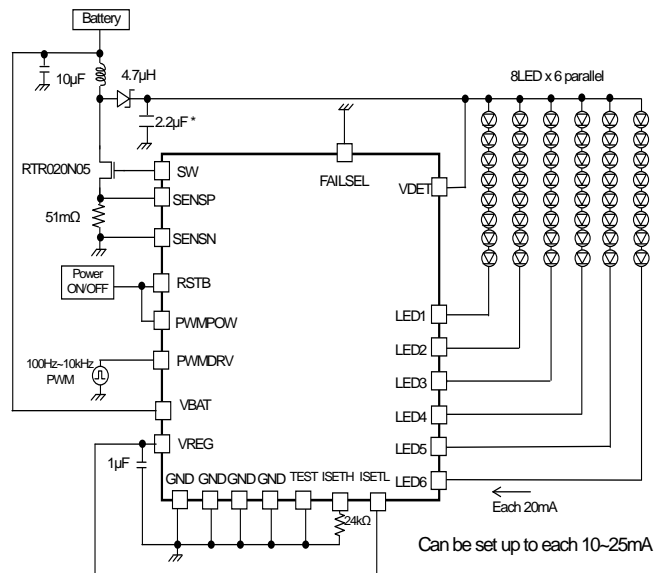 Battery
10µF
4.7µH
8LED x 6 parallel
2.2µF *
RTR020N05
SW
FAILSEL
SENSP
VDET
51mΩ
SENSN
Power
ON/OFF
RSTB
LED1
PWMPOW
LED2
100Hz~10kHz
PWM
PWMDRV
LED3
VBAT
LED4
VREG
LED5
1µF
GND GND GND GND TEST ISETH ISETL
LED6
24kΩ
Each 20mA
Can be set up to each 10~25mA